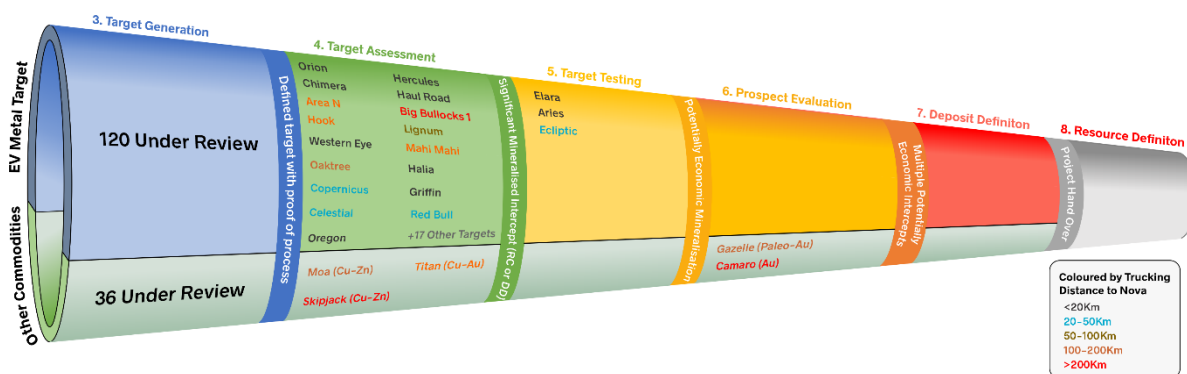 3. Target Generation
4. Target Assessment
5. Target Testing
6. Prospect Evaluation
7. Deposit Definiton
8. Resource Definiton
EV Metal Target
Other Commodities
120 Under Review
36 Under Review
Defined target with proof of process
Orion
Chimera
Area N
Hook
Western Eye
Oaktree
Copernicus
Celestial
Oregon
Hercules
Haul Road
Big Bullocks 1
Lignum
Mahi Mahi
Halia
Griffin
Red Bull
+17 Other Targets
Moa (Cu-Zn)
Skipjack (Cu-Zn)
Titan (Cu-Au)
Significant Mineralised Intercept (RC or DD)
Elara
Aries
Ecliptic
Potentially Economic Mineralisation
Gazelle (Paleo-Au)
Camaro (Au)
Multiple Potentially
Economic Intercepts
Project Hand Over
Coloured by Trucking
Distance to Nova
<20Km
20-50Km
50-100Km
100-200Km
>200Km